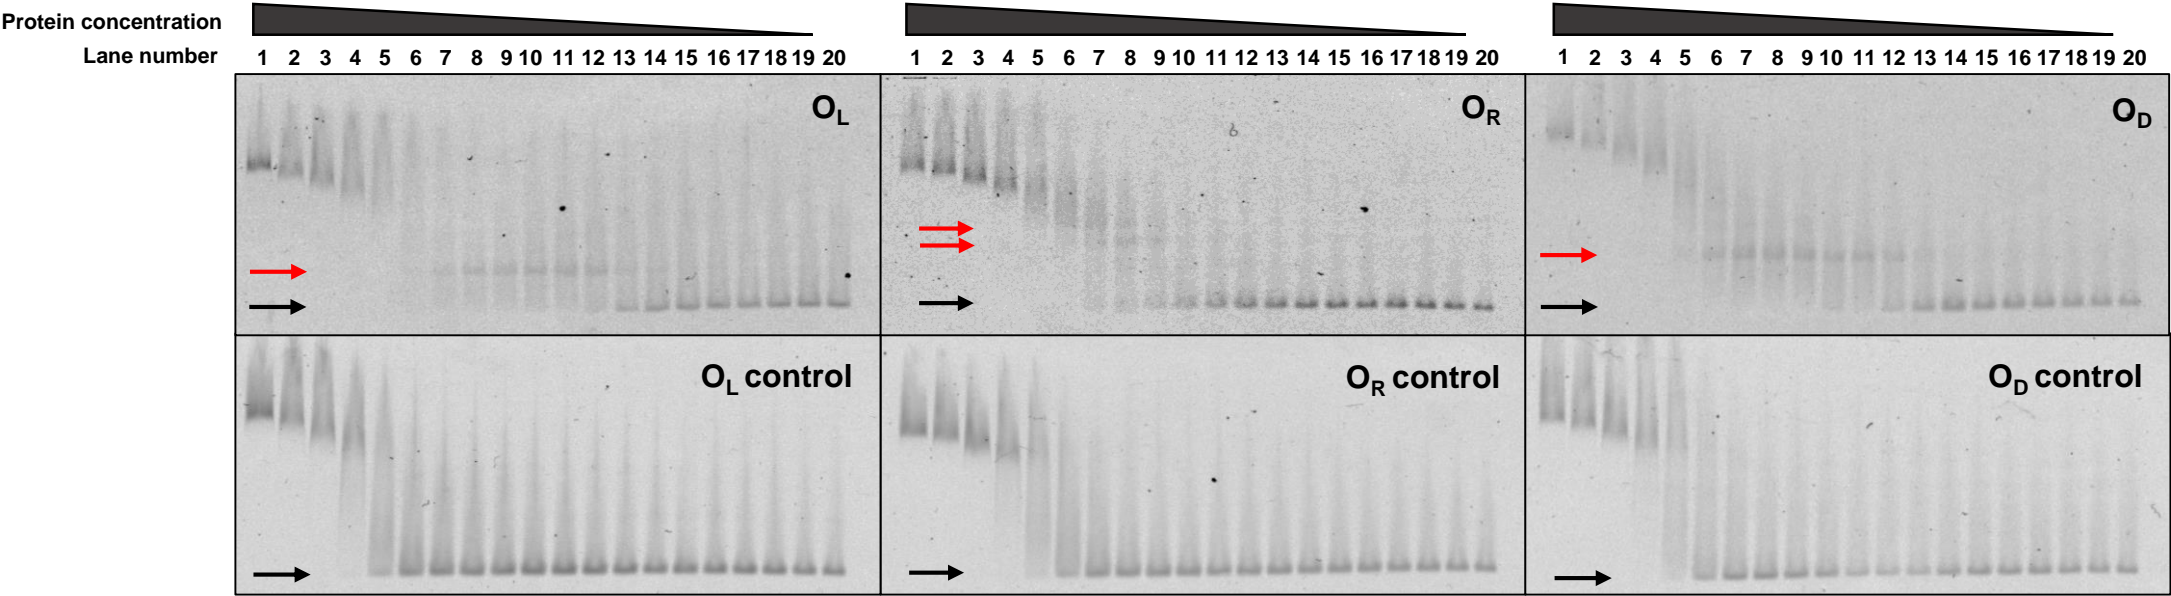 Protein concentration
Lane number 1 2 3 4 5 6 7 8 9 10 11 12 13 14 15 16 17 18 19 20 1 2 3 4 5 6 7 8 9 10 11 12 13 14 15 16 17 18 19 20 1 2 3 4 5 6 7 8 9 10 11 12 13 14 15 16 17 18 19 20
OL OR OD
OL control OR control OD control